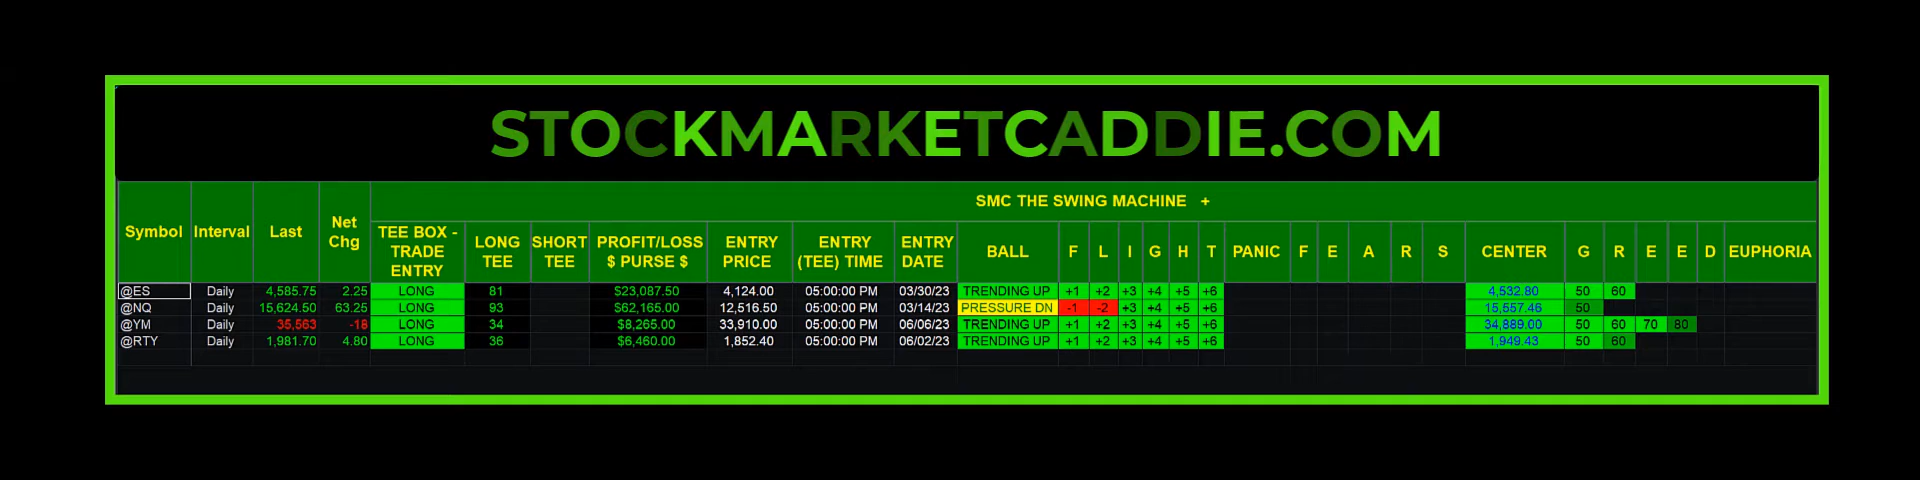 STOCKMARKETCADDIE.COM
SMC THE SWING MACHINE +
Symbol Interval Last Net Chg TEE BOX - TRADE ENTRY LONG TEE SHORT TEE PROFIT/LOSS $ PURSE $ ENTRY PRICE ENTRY (TEE) TIME ENTRY DATE BALL F L I G H T PANIC F E A R S CENTER G R E E D EUPHORIA
@ES Daily 4,585.75 2.25 LONG 81 $23,087.50 4,124.00 05:00:00 PM 03/30/23 TRENDING UP +1 +2 +3 +4 +5 +6 4,532.80 50 60
@NQ Daily 15,624.50 63.25 LONG 93 $62,165.00 12,516.50 05:00:00 PM 03/14/23 PRESSURE DN -1 -2 +3 +4 +5 +6 15,557.46 50
@YM Daily 35,563 -18 LONG 34 $8,265.00 33,910.00 05:00:00 PM 06/06/23 TRENDING UP +1 +2 +3 +4 +5 +6 34,889.00 50 60 70 80
@RTY Daily 1,981.70 4.80 LONG 36 $6,460.00 1,852.40 05:00:00 PM 06/02/23 TRENDING UP +1 +2 +3 +4 +5 +6 1,949.43 50 60